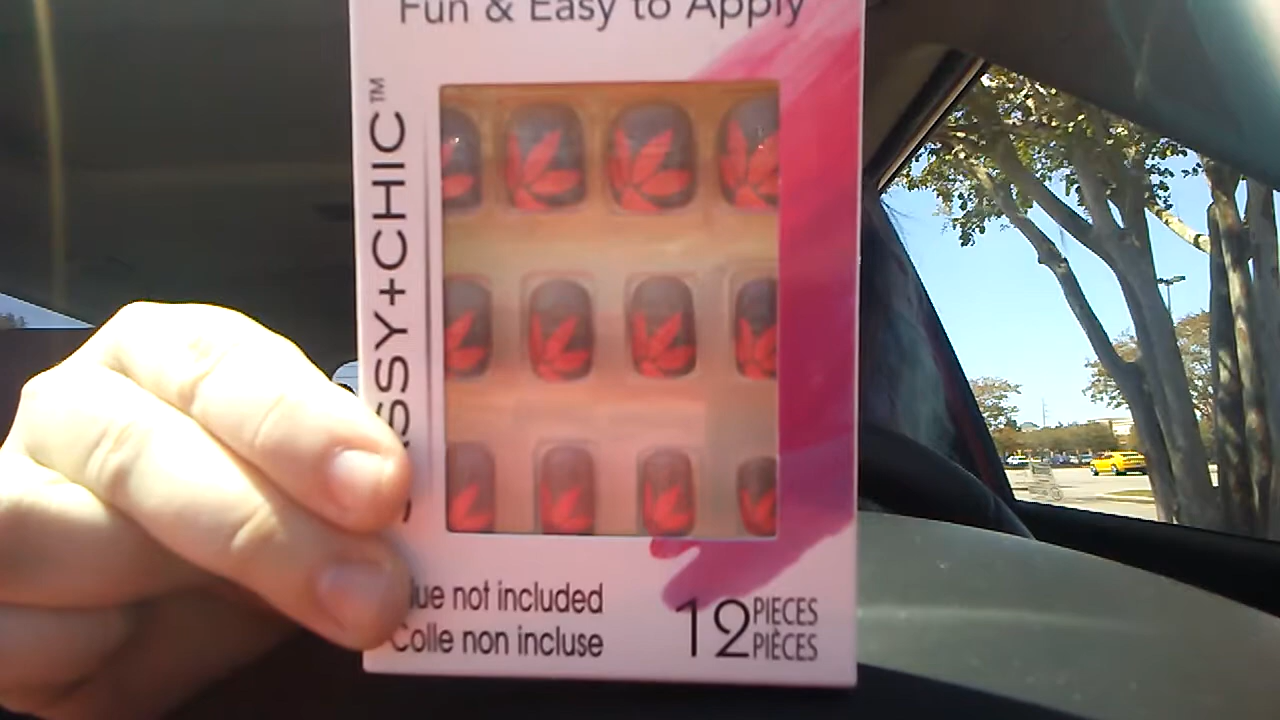 Fun & Easy to Apply
SSY+CHIC™
lue not included
Colle non incluse
12 PIECES
PIÈCES